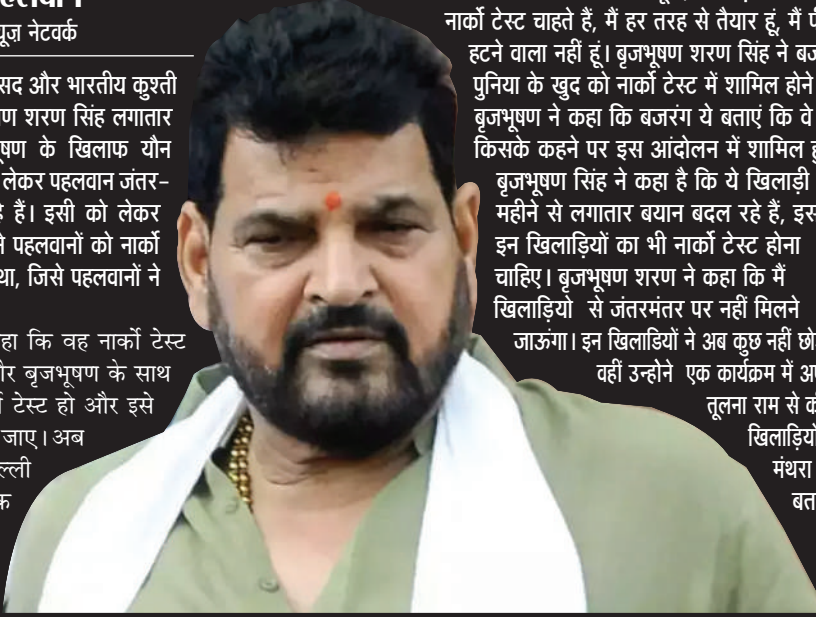 यूज़ नेटवर्क
सद और भारतीय कुश्ती
ण शरण सिंह लगातार
षण के खिलाफ यौन
लेकर पहलवान जंतर-
हे हैं। इसी को लेकर
ने पहलवानों को नार्को
था, जिसे पहलवानों ने
हा कि वह नार्को टेस्ट
और बृजभूषण के साथ
टेस्ट हो और इसे
जाए। अब
ल्ली
क
नार्को टेस्ट चाहते हैं, मैं हर तरह से तैयार हूं, मैं पी
हटने वाला नहीं हूं। बृजभूषण शरण सिंह ने बज
पुनिया के खुद को नार्को टेस्ट में शामिल होने
बृजभूषण ने कहा कि बजरंग ये बताएं कि वे
किसके कहने पर इस आंदोलन में शामिल हु
बृजभूषण सिंह ने कहा है कि ये खिलाड़ी
महीने से लगातार बयान बदल रहे हैं, इस
इन खिलाड़ियों का भी नार्को टेस्ट होना
चाहिए। बृजभूषण शरण ने कहा कि मैं
खिलाड़ियो से जंतरमंतर पर नहीं मिलने
जाऊंगा। इन खिलाडियों ने अब कुछ नहीं छो
वहीं उन्होने एक कार्यक्रम में अप
तूलना राम से क
खिलाड़ियो
मंथरा
बत